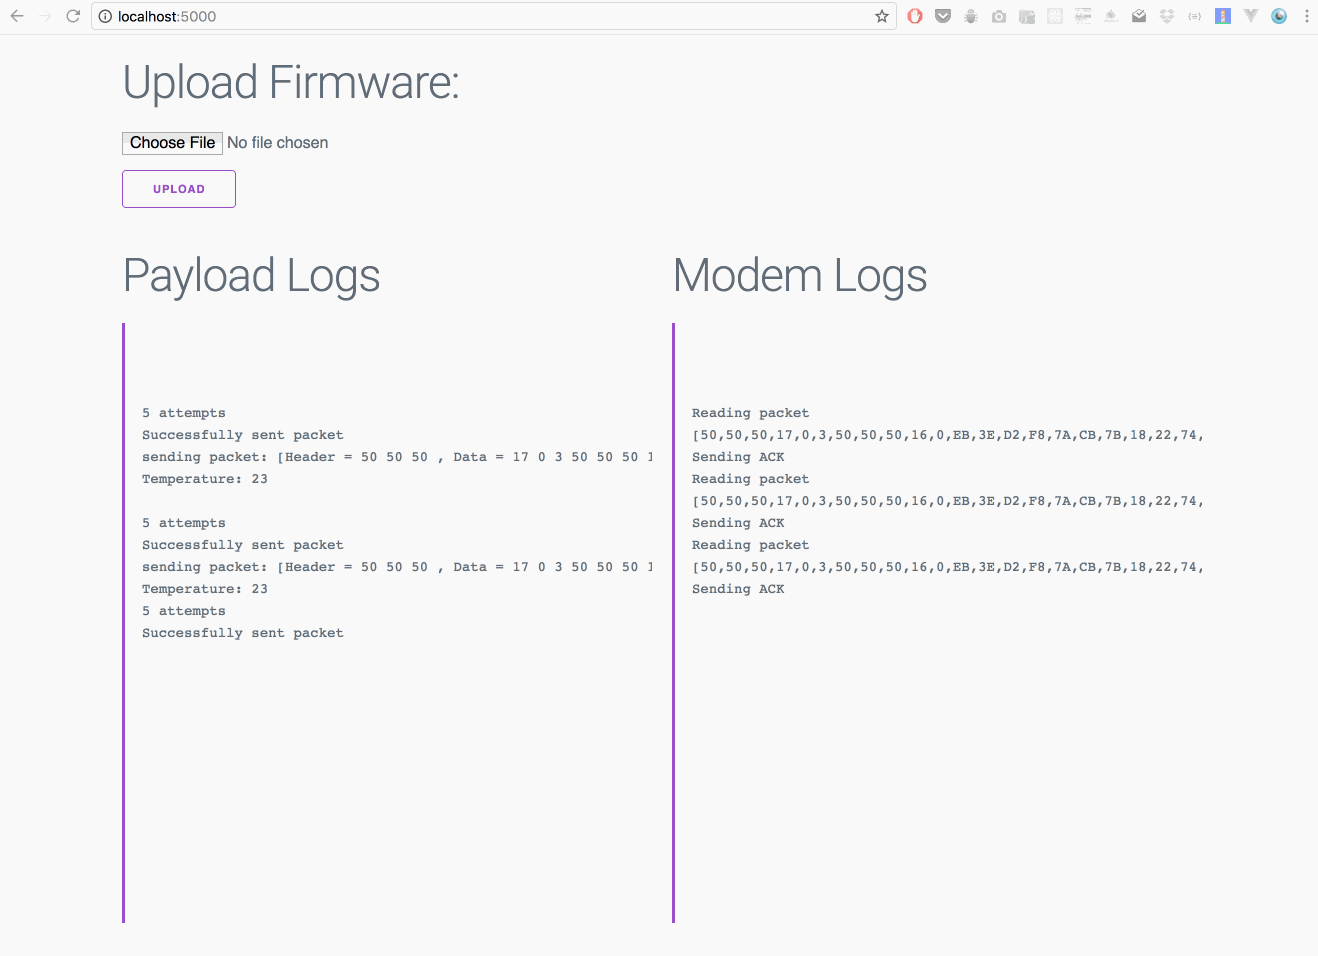 localhost:5000
Upload Firmware:
Choose File No file chosen
UPLOAD
Payload Logs
5 attempts
Successfully sent packet
sending packet: [Header = 50 50 50 , Data = 17 0 3 50 50 50 1
Temperature: 23
5 attempts
Successfully sent packet
sending packet: [Header = 50 50 50 , Data = 17 0 3 50 50 50 1
Temperature: 23
5 attempts
Successfully sent packet
Modem Logs
Reading packet
[50,50,50,17,0,3,50,50,50,16,0,EB,3E,D2,F8,7A,CB,7B,18,22,74,
Sending ACK
Reading packet
[50,50,50,17,0,3,50,50,50,16,0,EB,3E,D2,F8,7A,CB,7B,18,22,74,
Sending ACK
Reading packet
[50,50,50,17,0,3,50,50,50,16,0,EB,3E,D2,F8,7A,CB,7B,18,22,74,
Sending ACK